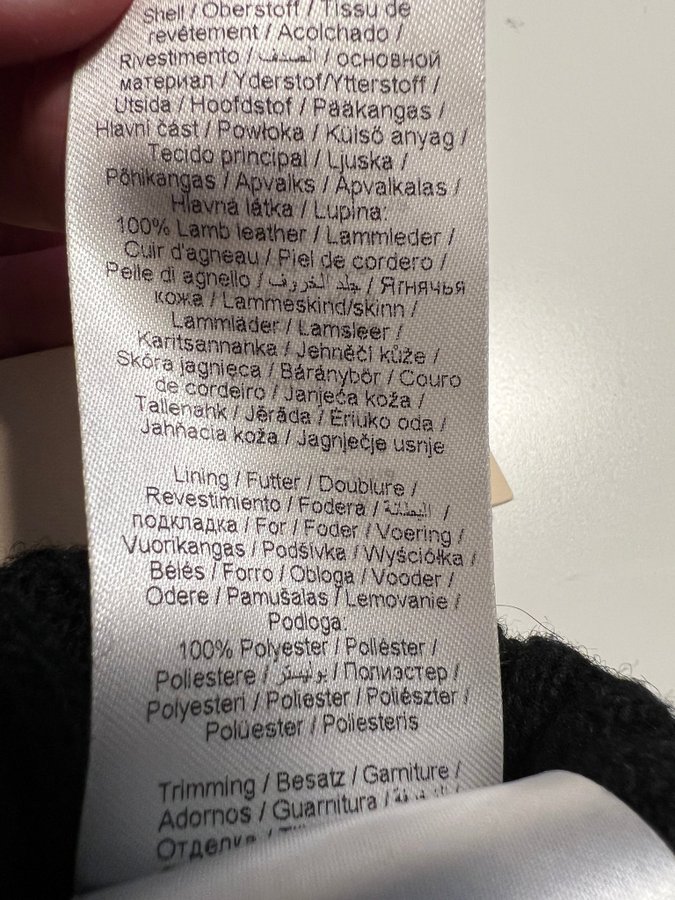 Shell / Oberstoff / Tissu de
revêtement / Acolchado /
Rivestimento / الصدف / основной
материал / Yderstof/Ytterstoff /
Utsida / Hoofdstof / Pääkangas /
Hlavní část / Powłoka / Külső anyag /
Tecido principal / Ljuska /
Põhikangas / Apvalks / Apvalkalas /
Hlavná látka / Lupina:
100% Lamb leather / Lammleder /
Cuir d'agneau / Piel de cordero /
Pelle di agnello / جلد الخروف / Ягнячья
кожа / Lammeskind/skinn /
Lammläder / Lamsleer /
Karitsannahka / Jehněčí kůže /
Skóra jagnięca / Báránybőr / Couro
de cordeiro / Janjeća koža /
Tallenahk / Jērāda / Ėriuko oda /
Jahňacia koža / Jagnječje usnje
Lining / Futter / Doublure /
Revestimiento / Fodera / البطانة /
подкладка / For / Foder / Voering /
Vuorikangas / Podšívka / Wyściółka /
Bélés / Forro / Obloga / Vooder /
Odere / Pamušalas / Lemovanie /
Podloga:
100% Polyester / Poliéster /
Poliestere / بوليستر / Полиэстер /
Polyesteri / Poliester / Poliészter /
Polüester / Poliesteris
Trimming / Besatz / Garniture /
Adornos / Guarnitura /
Отделка /